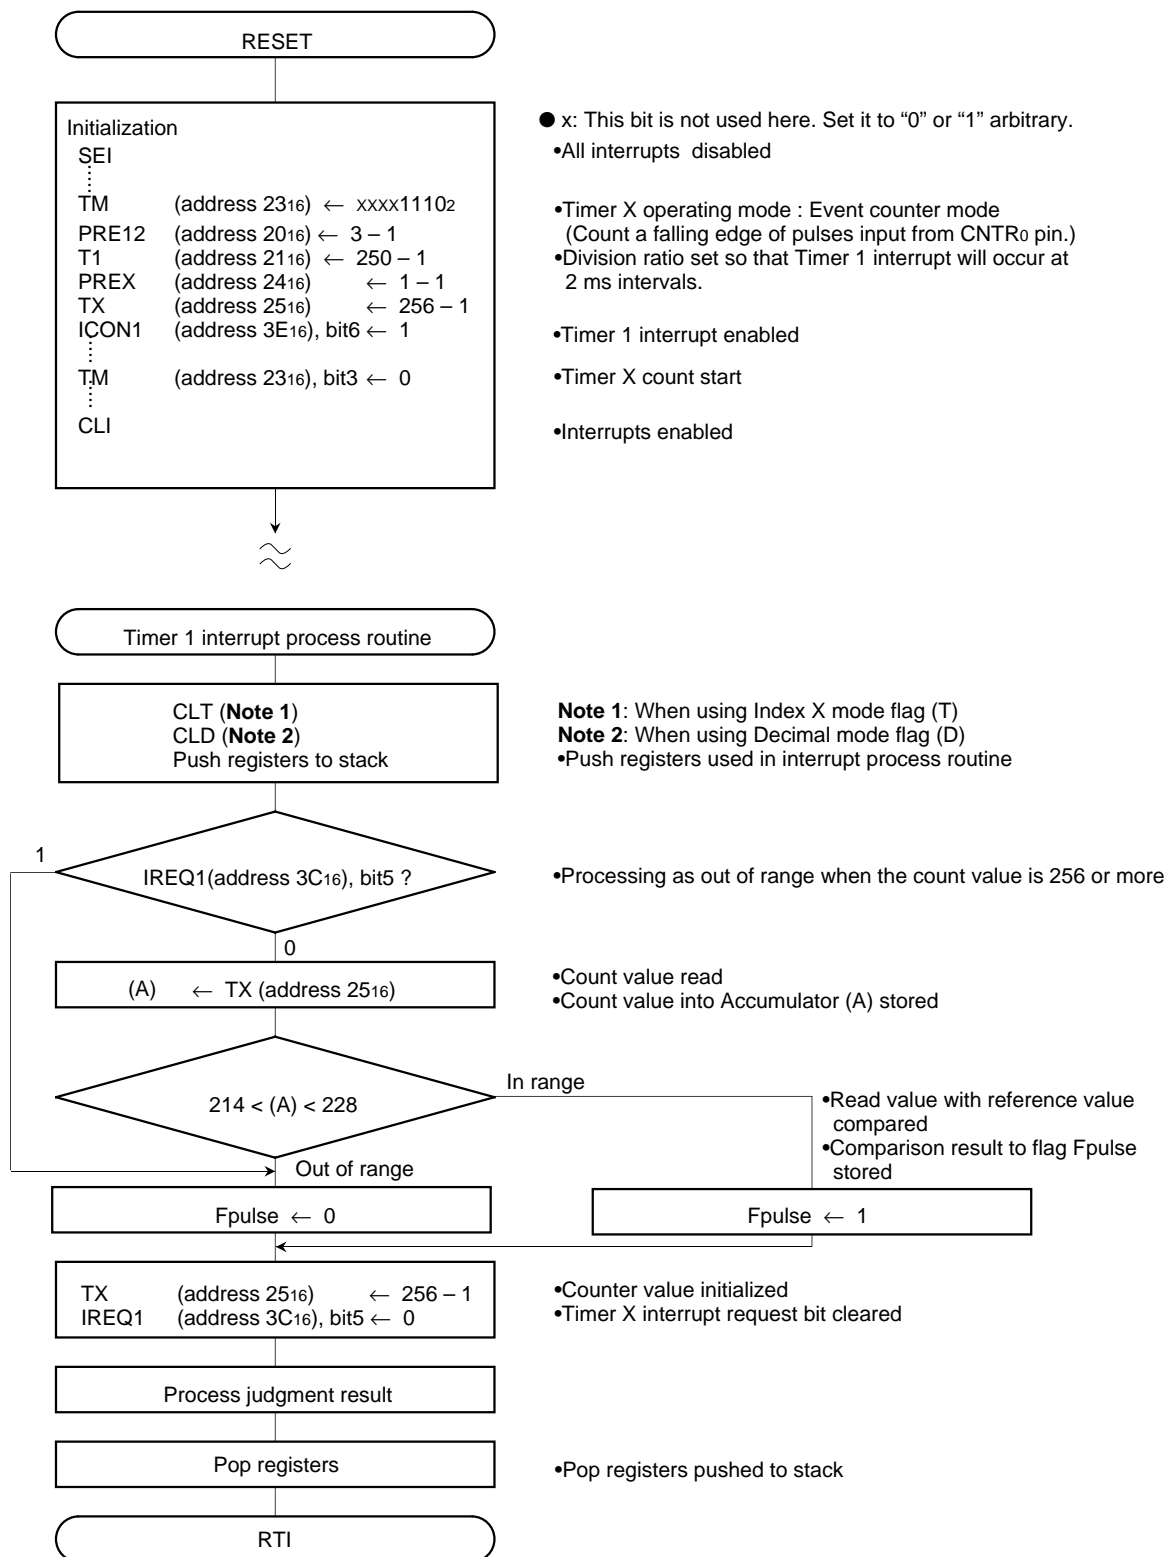 RESET
Initialization
SEI
TM (address 2316) ← XXXX11102
PRE12 (address 2016) ← 3 – 1
T1 (address 2116) ← 250 – 1
PREX (address 2416) ← 1 – 1
TX (address 2516) ← 256 – 1
ICON1 (address 3E16), bit6 ← 1
TM (address 2316), bit3 ← 0
CLI
● x: This bit is not used here. Set it to “0” or “1” arbitrary.
•All interrupts disabled
•Timer X operating mode : Event counter mode
(Count a falling edge of pulses input from CNTR0 pin.)
•Division ratio set so that Timer 1 interrupt will occur at
2 ms intervals.
•Timer 1 interrupt enabled
•Timer X count start
•Interrupts enabled
Timer 1 interrupt process routine
CLT (Note 1)
CLD (Note 2)
Push registers to stack
Note 1: When using Index X mode flag (T)
Note 2: When using Decimal mode flag (D)
•Push registers used in interrupt process routine
1
IREQ1(address 3C16), bit5 ?
•Processing as out of range when the count value is 256 or more
0
(A) ← TX (address 2516)
•Count value read
•Count value into Accumulator (A) stored
214 < (A) < 228
In range
•Read value with reference value
compared
•Comparison result to flag Fpulse
stored
Out of range
Fpulse ← 0
Fpulse ← 1
TX (address 2516) ← 256 – 1
IREQ1 (address 3C16), bit5 ← 0
•Counter value initialized
•Timer X interrupt request bit cleared
Process judgment result
Pop registers
•Pop registers pushed to stack
RTI